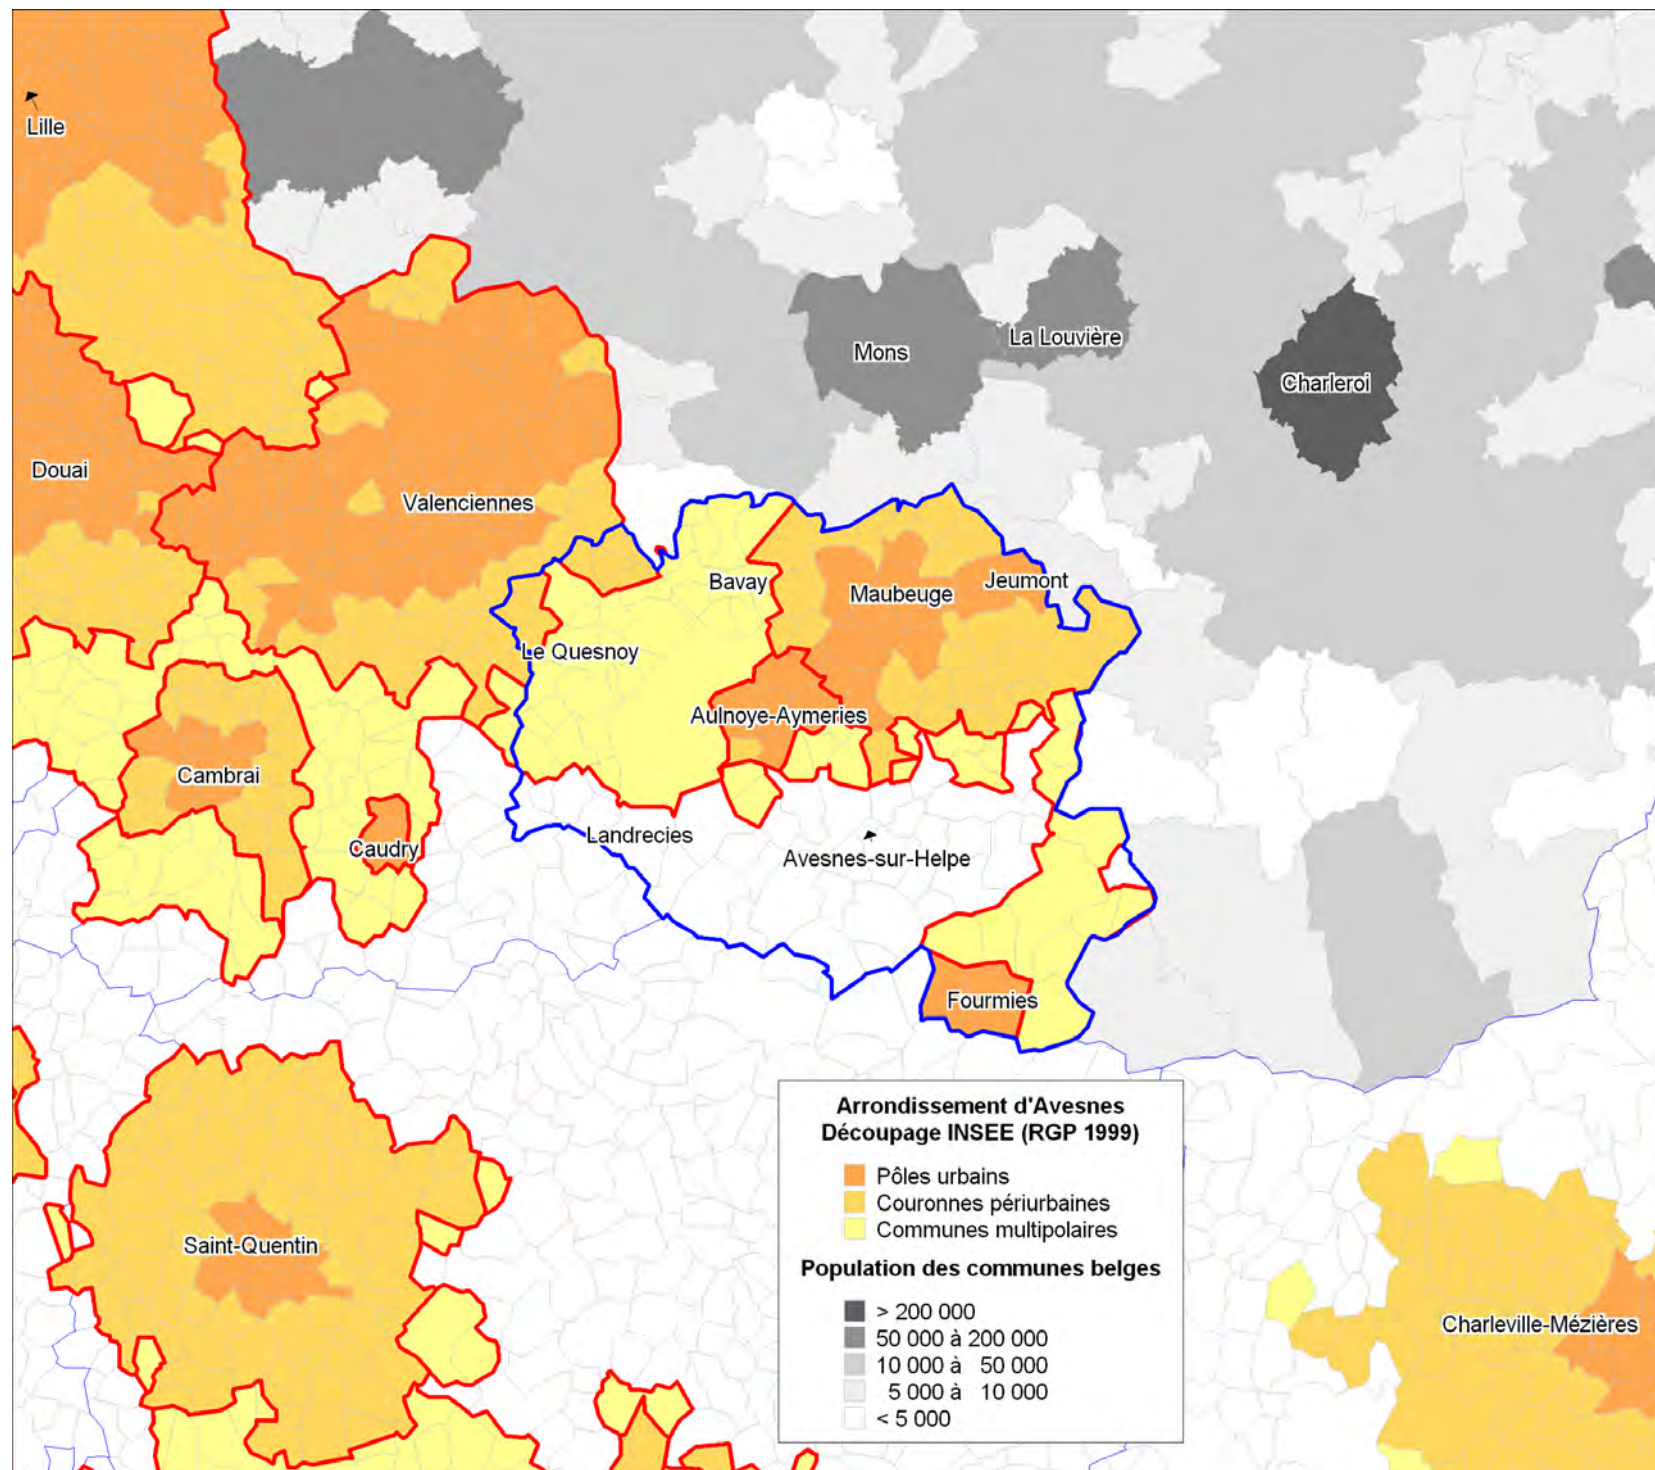 Lille
Mons
La Louvière
Charleroi
Douai
Valenciennes
Bavay
Maubeuge
Jeumont
Le Quesnoy
Aulnoye-Aymeries
Cambrai
Caudry
Landrecies
Avesnes-sur-Helpe
Fourmies
Saint-Quentin
Charleville-Mézières
Arrondissement d'Avesnes
Découpage INSEE (RGP 1999)
Pôles urbains
Couronnes périurbaines
Communes multipolaires
Population des communes belges
> 200 000
50 000 à 200 000
10 000 à 50 000
5 000 à 10 000
< 5 000